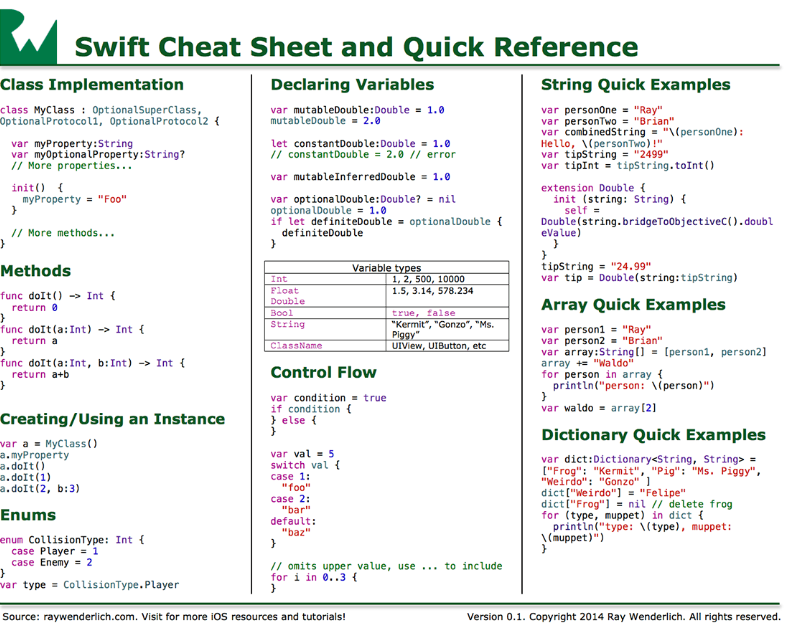 Swift Cheat Sheet and Quick Reference
Class Implementation
class MyClass : OptionalSuperClass,
OptionalProtocol1, OptionalProtocol2 {
var myProperty:String
var myOptionalProperty:String?
// More properties...
init()  {
myProperty = "Foo"
}
// More methods...
}
Methods
func doIt() -> Int {
return 0
}
func doIt(a:Int) -> Int {
return a
}
func doIt(a:Int, b:Int) -> Int {
return a+b
}
Creating/Using an Instance
var a = MyClass()
a.myProperty
a.doIt()
a.doIt(1)
a.doIt(2, b:3)
Enums
enum CollisionType: Int {
case Player = 1
case Enemy = 2
}
var type = CollisionType.Player
Declaring Variables
var mutableDouble:Double = 1.0
mutableDouble = 2.0
let constantDouble:Double = 1.0
// constantDouble = 2.0 // error
var mutableInferredDouble = 1.0
var optionalDouble:Double? = nil
optionalDouble = 1.0
if let definiteDouble = optionalDouble {
definiteDouble
}
Variable types
Int 1, 2, 500, 10000
Float 1.5, 3.14, 578.234
Double
Bool true, false
String "Kermit", "Gonzo", "Ms.
Piggy"
ClassName UIView, UIButton, etc
Control Flow
var condition = true
if condition {
} else {
}
var val = 5
switch val {
case 1:
"foo"
case 2:
"bar"
default:
"baz"
}
// omits upper value, use ... to include
for i in 0..3 {
}
String Quick Examples
var personOne = "Ray"
var personTwo = "Brian"
var combinedString = "\(personOne):
Hello, \(personTwo)!"
var tipString = "2499"
var tipInt = tipString.toInt()
extension Double {
init (string: String) {
self =
Double(string.bridgeToObjectiveC().doubl
eValue)
}
}
tipString = "24.99"
var tip = Double(string:tipString)
Array Quick Examples
var person1 = "Ray"
var person2 = "Brian"
var array:String[] = [person1, person2]
array += "Waldo"
for person in array {
println("person: \(person)")
}
var waldo = array[2]
Dictionary Quick Examples
var dict:Dictionary<String, String> =
["Frog": "Kermit", "Pig": "Ms. Piggy",
"Weirdo": "Gonzo" ]
dict["Weirdo"] = "Felipe"
dict["Frog"] = nil // delete frog
for (type, muppet) in dict {
println("type: \(type), muppet:
\(muppet)")
}
Source: raywenderlich.com. Visit for more iOS resources and tutorials!
Version 0.1. Copyright 2014 Ray Wenderlich. All rights reserved.